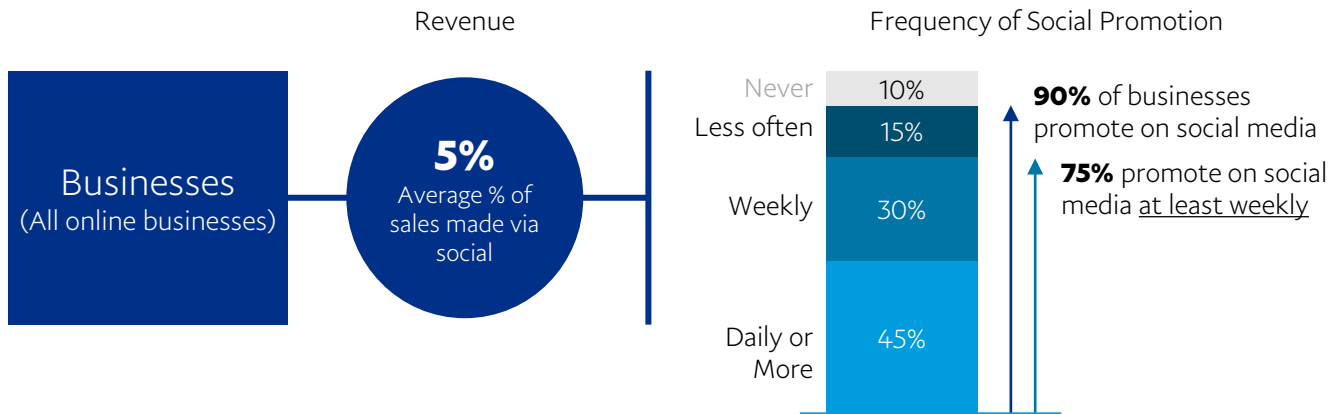 Revenue
Frequency of Social Promotion
Businesses
(All online businesses)
5%
Average % of
sales made via
social
Never
10%
Less often
15%
Weekly
30%
Daily or
More
45%
90% of businesses
promote on social media
75% promote on social
media at least weekly